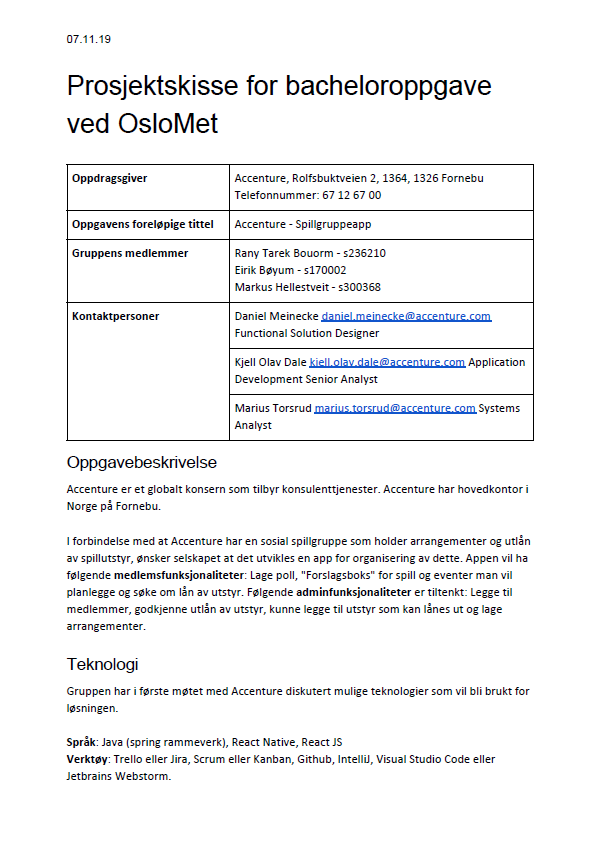 07.11.19
Prosjektskisse for bacheloroppgave
ved OsloMet
Oppdragsgiver
Accenture, Rolfsbuktveien 2, 1364, 1326 Fornebu
Telefonnummer: 67 12 67 00
Oppgavens foreløpige tittel
Accenture - Spillgruppeapp
Gruppens medlemmer
Rany Tarek Bouorm - s236210
Eirik Bøyum - s170002
Markus Hellestveit - s300368
Kontaktpersoner
Daniel Meinecke daniel.meinecke@accenture.com
Functional Solution Designer
Kjell Olav Dale kjell.olav.dale@accenture.com Application
Development Senior Analyst
Marius Torsrud marius.torsrud@accenture.com Systems
Analyst
Oppgavebeskrivelse
Accenture er et globalt konsern som tilbyr konsulenttjenester. Accenture har hovedkontor i
Norge på Fornebu.
I forbindelse med at Accenture har en sosial spillgruppe som holder arrangementer og utlån
av spillutstyr, ønsker selskapet at det utvikles en app for organisering av dette. Appen vil ha
følgende medlemsfunksjonaliteter: Lage poll, "Forslagsboks" for spill og eventer man vil
planlegge og søke om lån av utstyr. Følgende adminfunksjonaliteter er tiltenkt: Legge til
medlemmer, godkjenne utlån av utstyr, kunne legge til utstyr som kan lånes ut og lage
arrangementer.
Teknologi
Gruppen har i første møtet med Accenture diskutert mulige teknologier som vil bli brukt for
løsningen.
Språk: Java (spring rammeverk), React Native, React JS
Verktøy: Trello eller Jira, Scrum eller Kanban, Github, IntelliJ, Visual Studio Code eller
Jetbrains Webstorm.